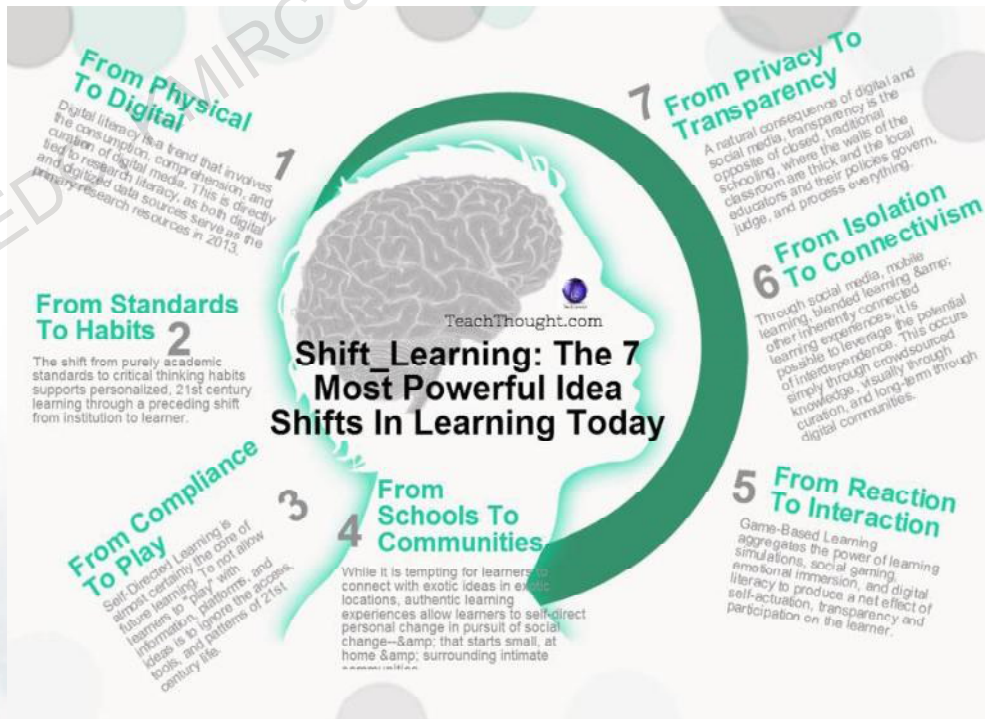 From Physical
To Digital
1
Digital literacy is a trend that involves
the consumption, comprehension, and
curation of digital media. This is directly
tied to research literacy, as both digital
and digitized data sources serve as the
primary research resources in 2013.
From Standards
To Habits 2
The shift from purely academic
standards to critical thinking habits
supports personalized, 21st century
learning through a preceding shift
from institution to learner.
From Compliance
To Play
3
Self-Directed Learning is
almost certainly the core of
future learning. To not allow
learners to "play" with
information, platforms, and
ideas is to ignore the access,
tools, and patterns of 21st
century life.
TeachThought.com
Shift_Learning: The 7
Most Powerful Idea
Shifts In Learning Today
4
From
Schools To
Communities
While it is tempting for learners to
connect with exotic ideas in exotic
locations, authentic learning
experiences allow learners to self-direct
personal change in pursuit of social
change--&amp; that starts small, at
home &amp; surrounding intimate
communities
5 From Reaction
To Interaction
Game-Based Learning
aggregates the power of learning
simulations, social gaming,
emotional immersion, and digital
literacy to produce a net effect of
self-actuation, transparency and
participation on the learner.
6 From Isolation
To Connectivism
Through social media, mobile
learning, blended learning &amp;
other inherently connected
learning experiences, it is
possible to leverage the potential
of interdependence. This occurs
simply through crowdsourced
knowledge, visually through
curation, and long-term through
digital communities.
7 From Privacy To
Transparency
A natural consequence of digital and
social media, transparency is the
opposite of closed, traditional
schooling, where the walls of the
classroom are thick and the local
educators and their policies govern,
judge, and process everything.